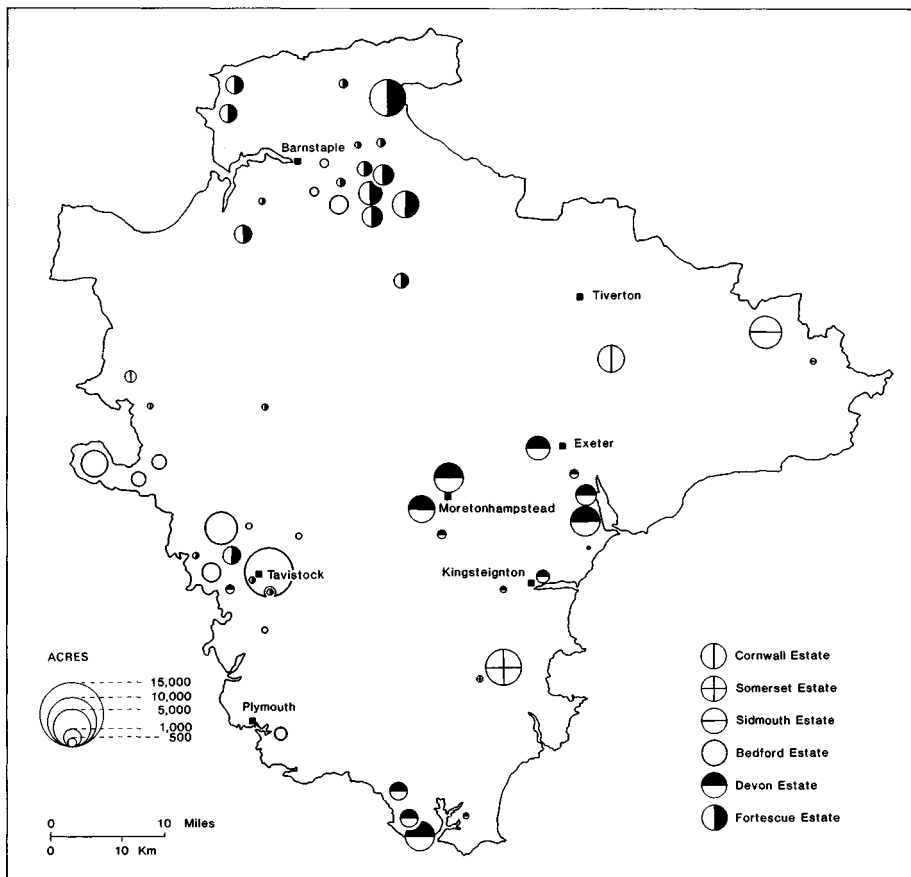 Barnstaple
Tiverton
Exeter
Moretonhampstead
Kingsteignton
Tavistock
Plymouth
ACRES
15,000
10,000
5,000
1,000
500
0 10 Miles
0 10 Km
Cornwall Estate
Somerset Estate
Sidmouth Estate
Bedford Estate
Devon Estate
Fortescue Estate